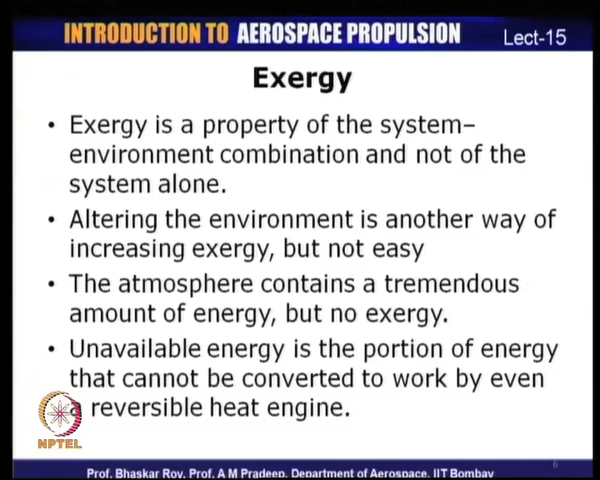 INTRODUCTION TO AEROSPACE PROPULSION Lect-15
Exergy
• Exergy is a property of the system–
environment combination and not of the
system alone.
• Altering the environment is another way of
increasing exergy, but not easy
• The atmosphere contains a tremendous
amount of energy, but no exergy.
• Unavailable energy is the portion of energy
that cannot be converted to work by even
a reversible heat engine.
NPTEL
6
Prof. Bhaskar Roy, Prof. A M Pradeep, Department of Aerospace, IIT Bombay